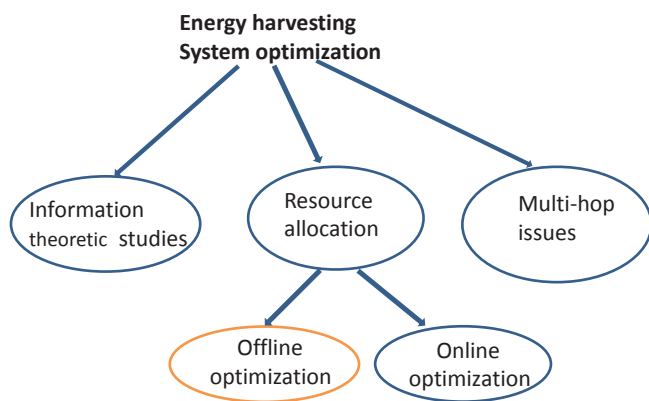 Energy harvesting
System optimization
Information
theoretic studies
Resource
allocation
Multi-hop
issues
Offline
optimization
Online
optimization